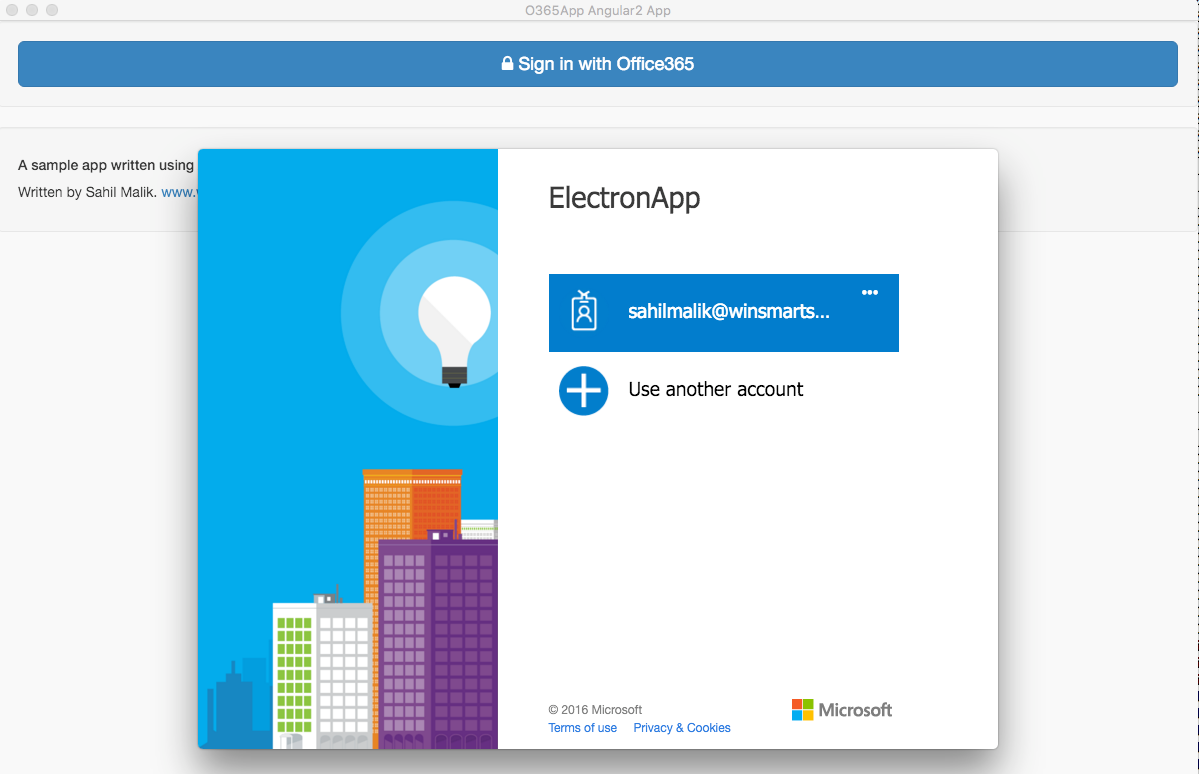 O365App Angular2 App
Sign in with Office365
A sample app written using
Written by Sahil Malik. www.
ElectronApp
sahilmalik@winsmarts...
Use another account
© 2016 Microsoft
Terms of use Privacy & Cookies
Microsoft